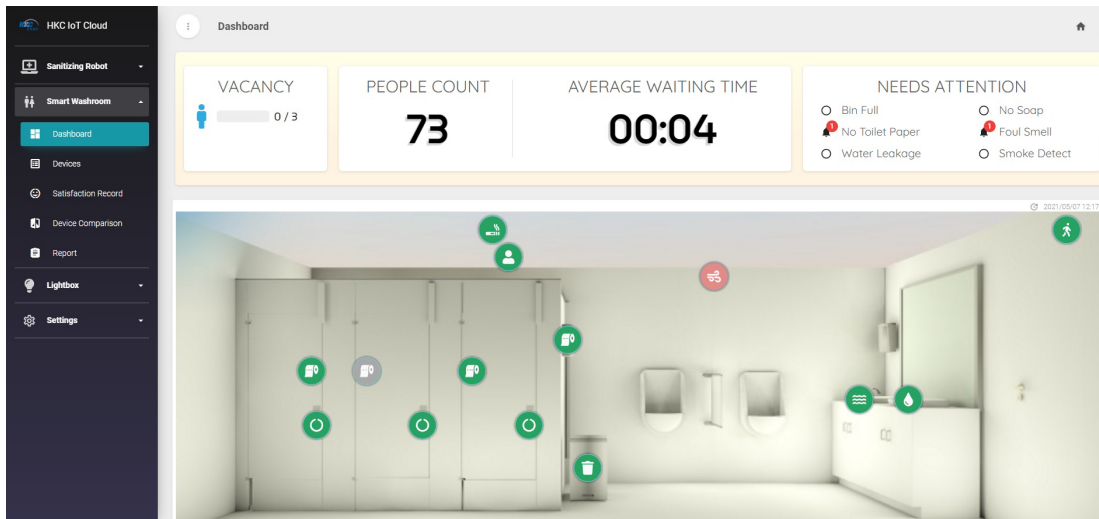 HKC IoT Cloud
Sanitizing Robot
Smart Washroom
Dashboard
Devices
Satisfaction Record
Device Comparison
Report
Lightbox
Settings
Dashboard
VACANCY
0 / 3
PEOPLE COUNT
73
AVERAGE WAITING TIME
00:04
NEEDS ATTENTION
Bin Full
No Soap
1
No Toilet Paper
1
Foul Smell
Water Leakage
Smoke Detect
2021/05/07 12:17